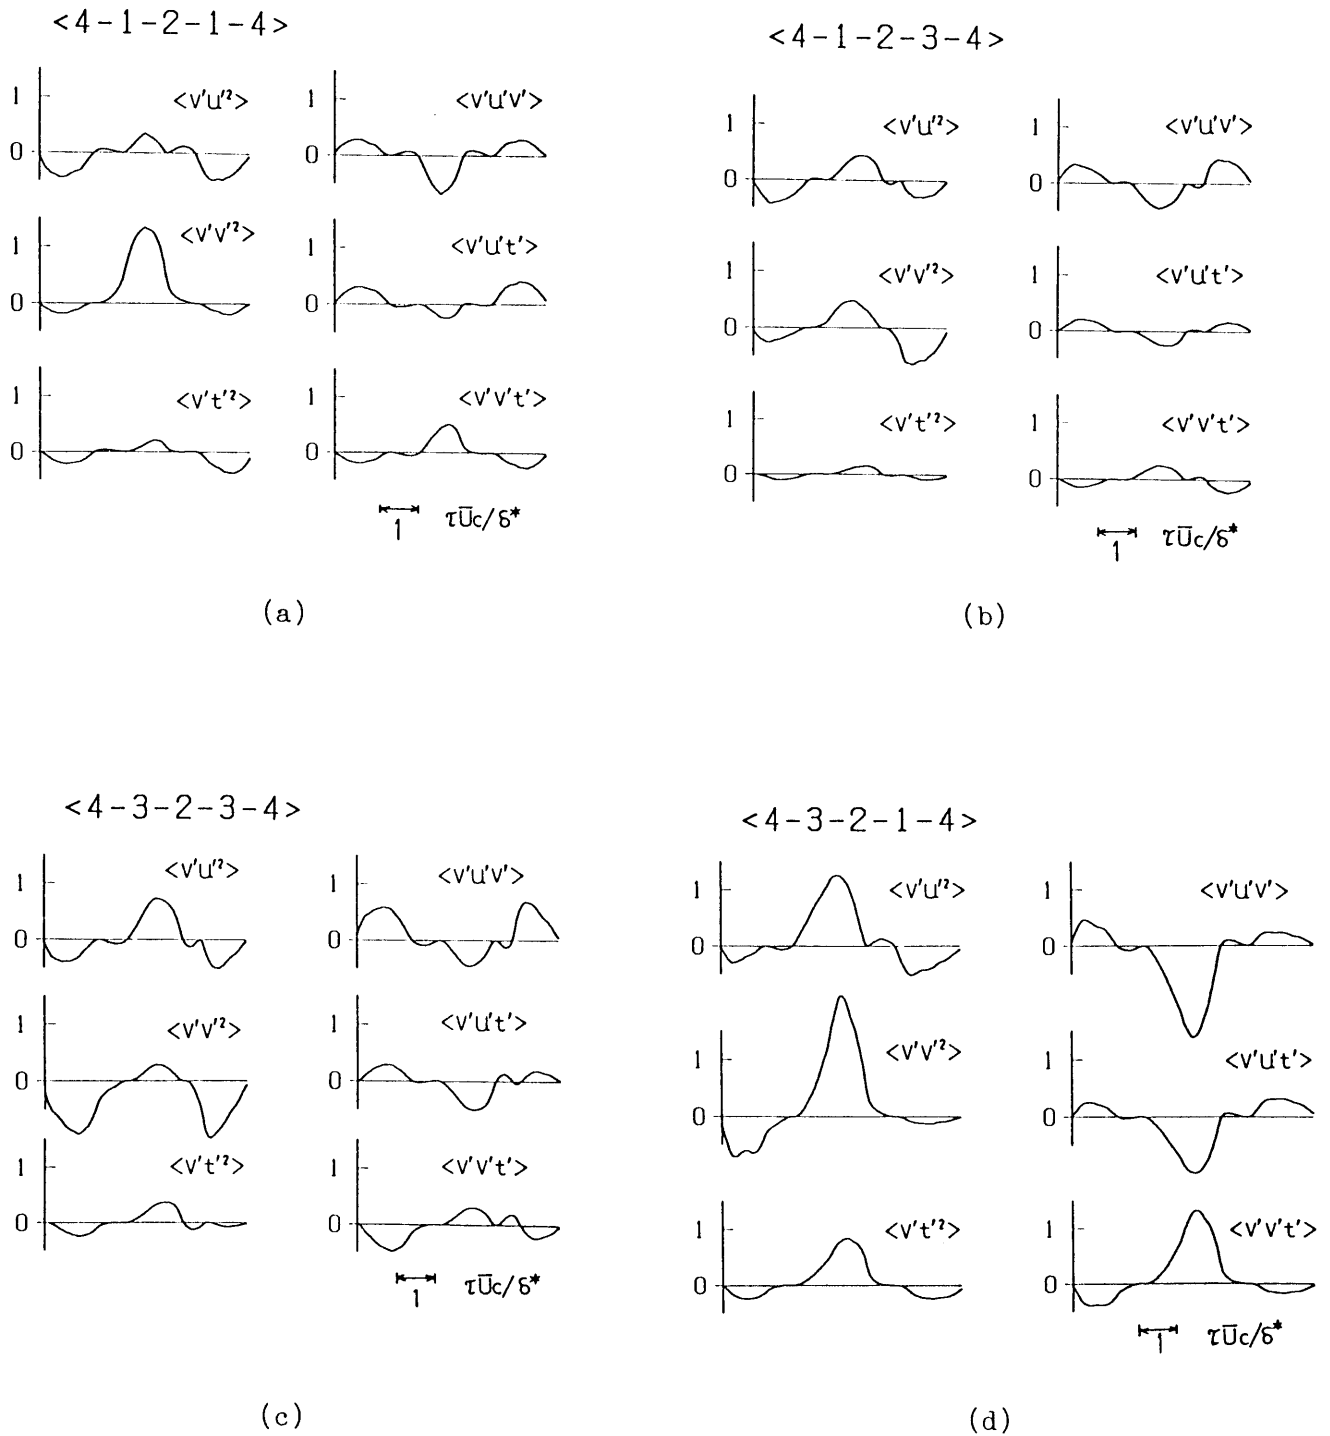 <4-1-2-1-4>
1
0
<v'u'²>
1
0
<v'u'v'>
1
0
<v'v'²>
1
0
<v'u't'>
1
0
<v't'²>
1
0
<v'v't'>
1
τŪc/δ*
(a)
<4-1-2-3-4>
1
0
<v'u'²>
1
0
<v'u'v'>
1
0
<v'v'²>
1
0
<v'u't'>
1
0
<v't'²>
1
0
<v'v't'>
1
τŪc/δ*
(b)
<4-3-2-3-4>
1
0
<v'u'²>
1
0
<v'u'v'>
1
0
<v'v'²>
1
0
<v'u't'>
1
0
<v't'²>
1
0
<v'v't'>
1
τŪc/δ*
(c)
<4-3-2-1-4>
1
0
<v'u'²>
1
0
<v'u'v'>
1
0
<v'v'²>
1
0
<v'u't'>
1
0
<v't'²>
1
0
<v'v't'>
1
τŪc/δ*
(d)